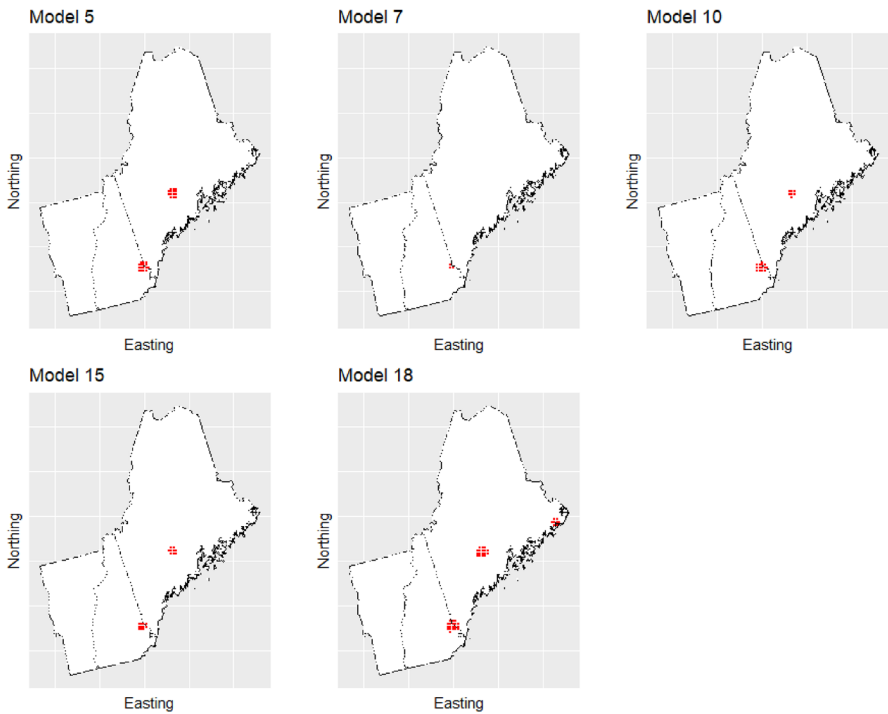 Model 5
Model 7
Model 10
Northing
Northing
Northing
Easting
Easting
Easting
Model 15
Model 18
Northing
Northing
Easting
Easting